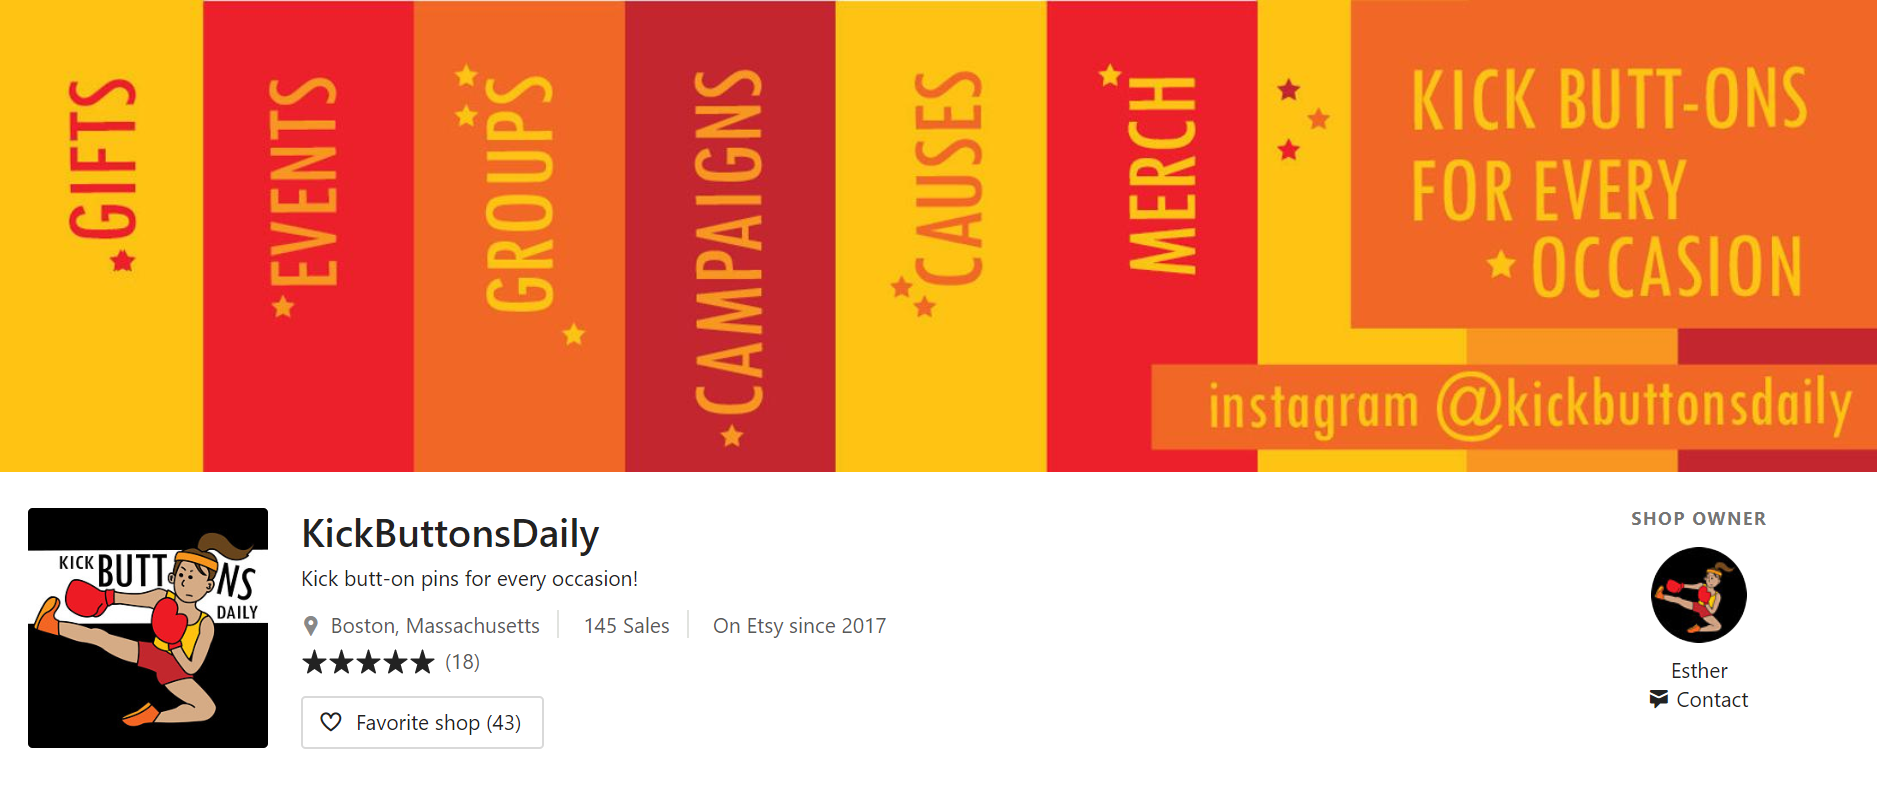 GIFTS
EVENTS
GROUPS
CAMPAIGNS
CAUSES
MERCH
KICK BUTT-ONS
FOR EVERY
OCCASION
instagram @kickbuttonsdaily
KICK BUTT NS
DAILY
KickButtonsDaily
Kick butt-on pins for every occasion!
Boston, Massachusetts 145 Sales On Etsy since 2017
(18)
Favorite shop (43)
SHOP OWNER
Esther
Contact